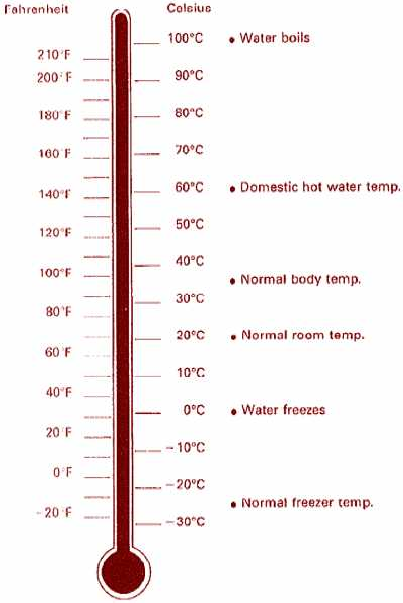 Fahrenheit Celsius
100°C • Water boils
210°F
200°F 90°C
180°F 80°C
160°F 70°C
140°F 60°C • Domestic hot water temp.
120°F 50°C
100°F 40°C
• Normal body temp.
80°F 30°C
20°C • Normal room temp.
60°F
40°F 10°C
0°C • Water freezes
20°F
-10°C
0°F
-20°C
• Normal freezer temp.
-20°F
-30°C